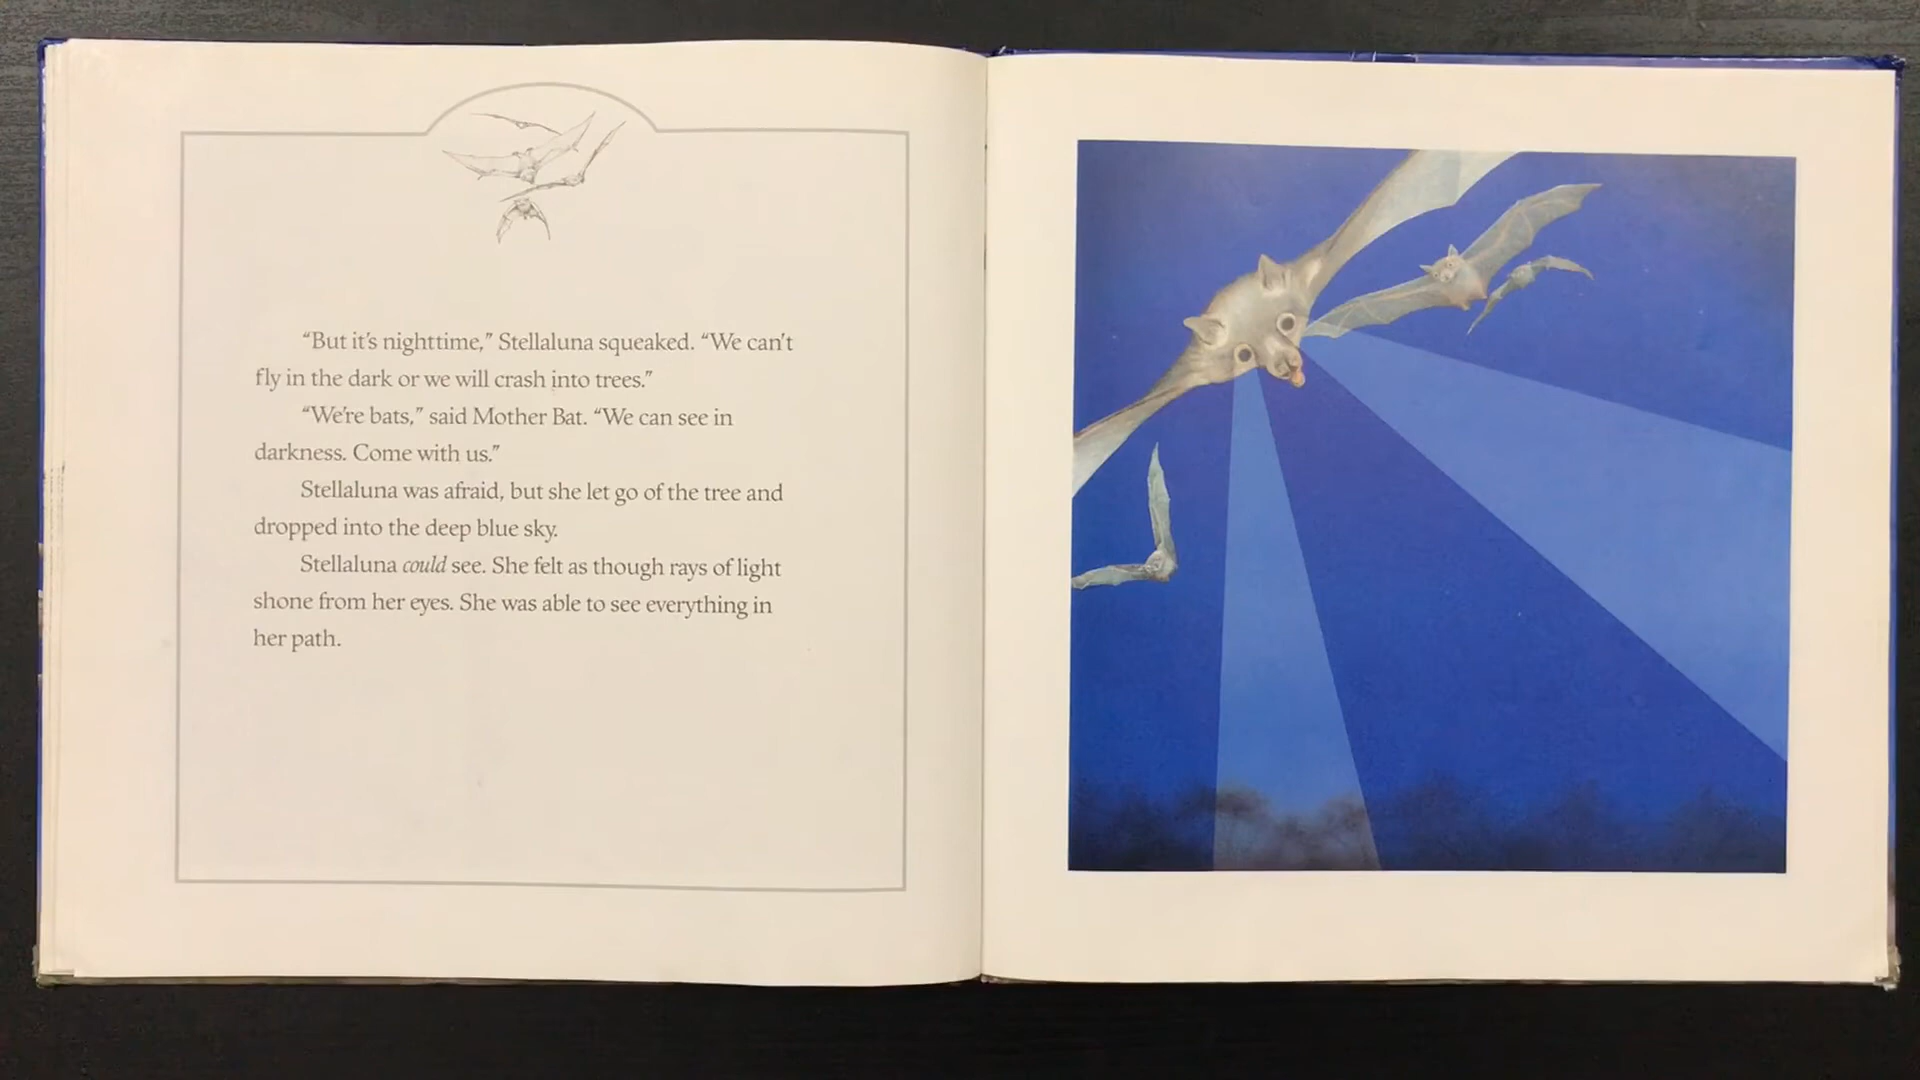 “But it’s nighttime,” Stellaluna squeaked. “We can’t
fly in the dark or we will crash into trees.”
“We’re bats,” said Mother Bat. “We can see in
darkness. Come with us.”
Stellaluna was afraid, but she let go of the tree and
dropped into the deep blue sky.
Stellaluna could see. She felt as though rays of light
shone from her eyes. She was able to see everything in
her path.